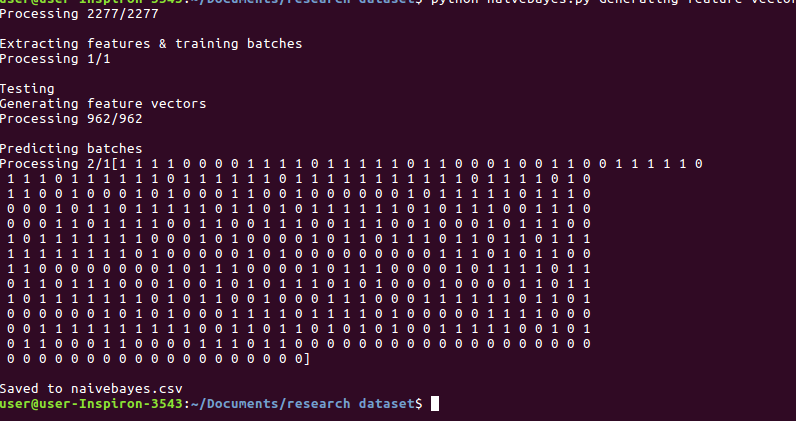 user@user-Inspiron-3543:~/Documents/research dataset$ python naivebayes.py Generating feature vector
Processing 2277/2277
Extracting features & training batches
Processing 1/1
Testing
Generating feature vectors
Processing 962/962
Predicting batches
Processing 2/1[1 1 1 1 0 0 0 0 1 1 1 1 0 1 1 1 1 1 0 1 1 0 0 0 1 0 0 1 1 0 0 1 1 1 1 1 0
1 1 1 0 1 1 1 1 1 1 0 1 1 1 1 1 1 0 1 1 1 1 1 1 1 1 1 1 1 0 1 1 1 1 0 1 0
1 1 0 0 1 0 0 0 1 0 1 0 0 0 1 1 0 0 1 0 0 0 0 0 0 1 0 1 1 1 1 1 0 1 1 1 0
0 0 0 1 0 1 1 0 1 1 1 1 1 0 1 1 0 1 0 1 1 1 1 1 1 0 1 0 1 1 1 0 0 1 1 1 0
0 0 0 1 1 0 1 1 1 0 1 0 0 0 1 1 0 1 1 1 0 0 1 1 1 1 0 1 0 1 1 1 0 1 1 0 0
1 0 1 1 1 1 1 1 1 0 0 0 1 0 1 0 0 0 0 1 0 1 1 0 1 1 1 0 1 1 0 1 1 0 1 1 1
1 1 1 1 1 1 1 0 1 0 0 0 1 1 1 0 0 1 0 1 0 1 1 1 1 0 1 0 1 0 1 1 0 1 1 0 0
1 1 0 0 0 0 0 0 0 0 1 0 1 1 1 0 0 1 0 1 0 0 0 1 0 0 0 1 0 1 1 1 1 0 1 1
0 1 1 0 1 1 1 0 1 0 1 1 1 0 1 0 1 1 1 0 0 0 1 1 1 0 0 1 0 1 1 1 0 1 1 1 0
1 0 1 1 1 1 1 1 0 1 0 1 1 0 0 1 0 0 0 1 1 1 0 0 0 1 1 1 1 1 1 0 1 1 0 1
0 0 0 0 0 0 1 0 1 0 1 0 0 0 1 1 1 1 0 1 1 1 1 0 1 0 0 0 0 0 1 1 1 1 0 0 0
0 0 1 1 1 1 1 1 1 1 1 1 0 0 1 1 0 1 1 0 1 0 1 0 1 0 0 1 1 1 1 1 0 0 1 0 1
0 1 1 0 0 0 1 1 0 0 0 0 1 1 1 0 1 1 0 0 0 0 0 0 0 0 0 0 0 0 0 0 0 0 0 0 0
0 0 0 0 0 0 0 0 0 0 0 0 0 0 0 0 0 0 0]
Saved to naivebayes.csv
user@user-Inspiron-3543:~/Documents/research dataset$